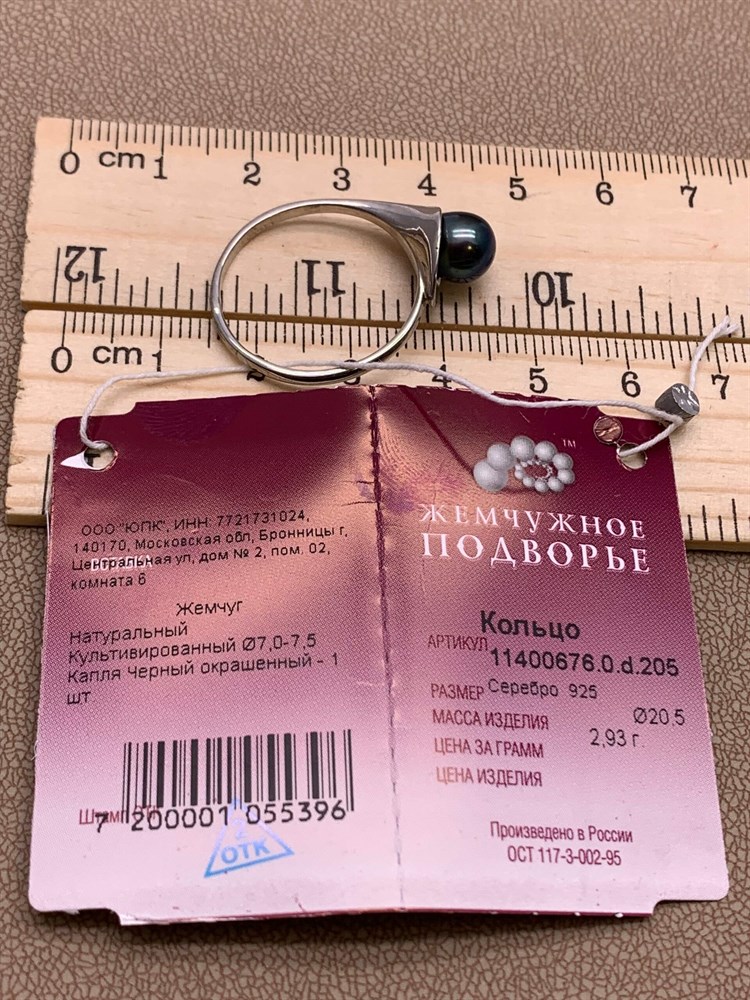 0 cm 1 2 3 4 5 6 7
12 11 10
0 cm 1 2 4 5 6 7
ООО "ЮПК", ИНН: 7721731024,
140170, Московская обл, Бронницы г,
Центральная ул, дом № 2, пом. 02,
комната 6
Жемчуг
Натуральный
Культивированный Ø7,0-7,5
Капля Черный окрашенный - 1
шт
7 200001 055396
ОТК
™
ЖЕМЧУЖНОЕ
ПОДВОРЬЕ
Кольцо
АРТИКУЛ 11400676.0.d.205
РАЗМЕР Серебро 925
Ø20,5
МАССА ИЗДЕЛИЯ 2,93 г.
ЦЕНА ЗА ГРАММ
ЦЕНА ИЗДЕЛИЯ
Произведено в России
ОСТ 117-3-002-95